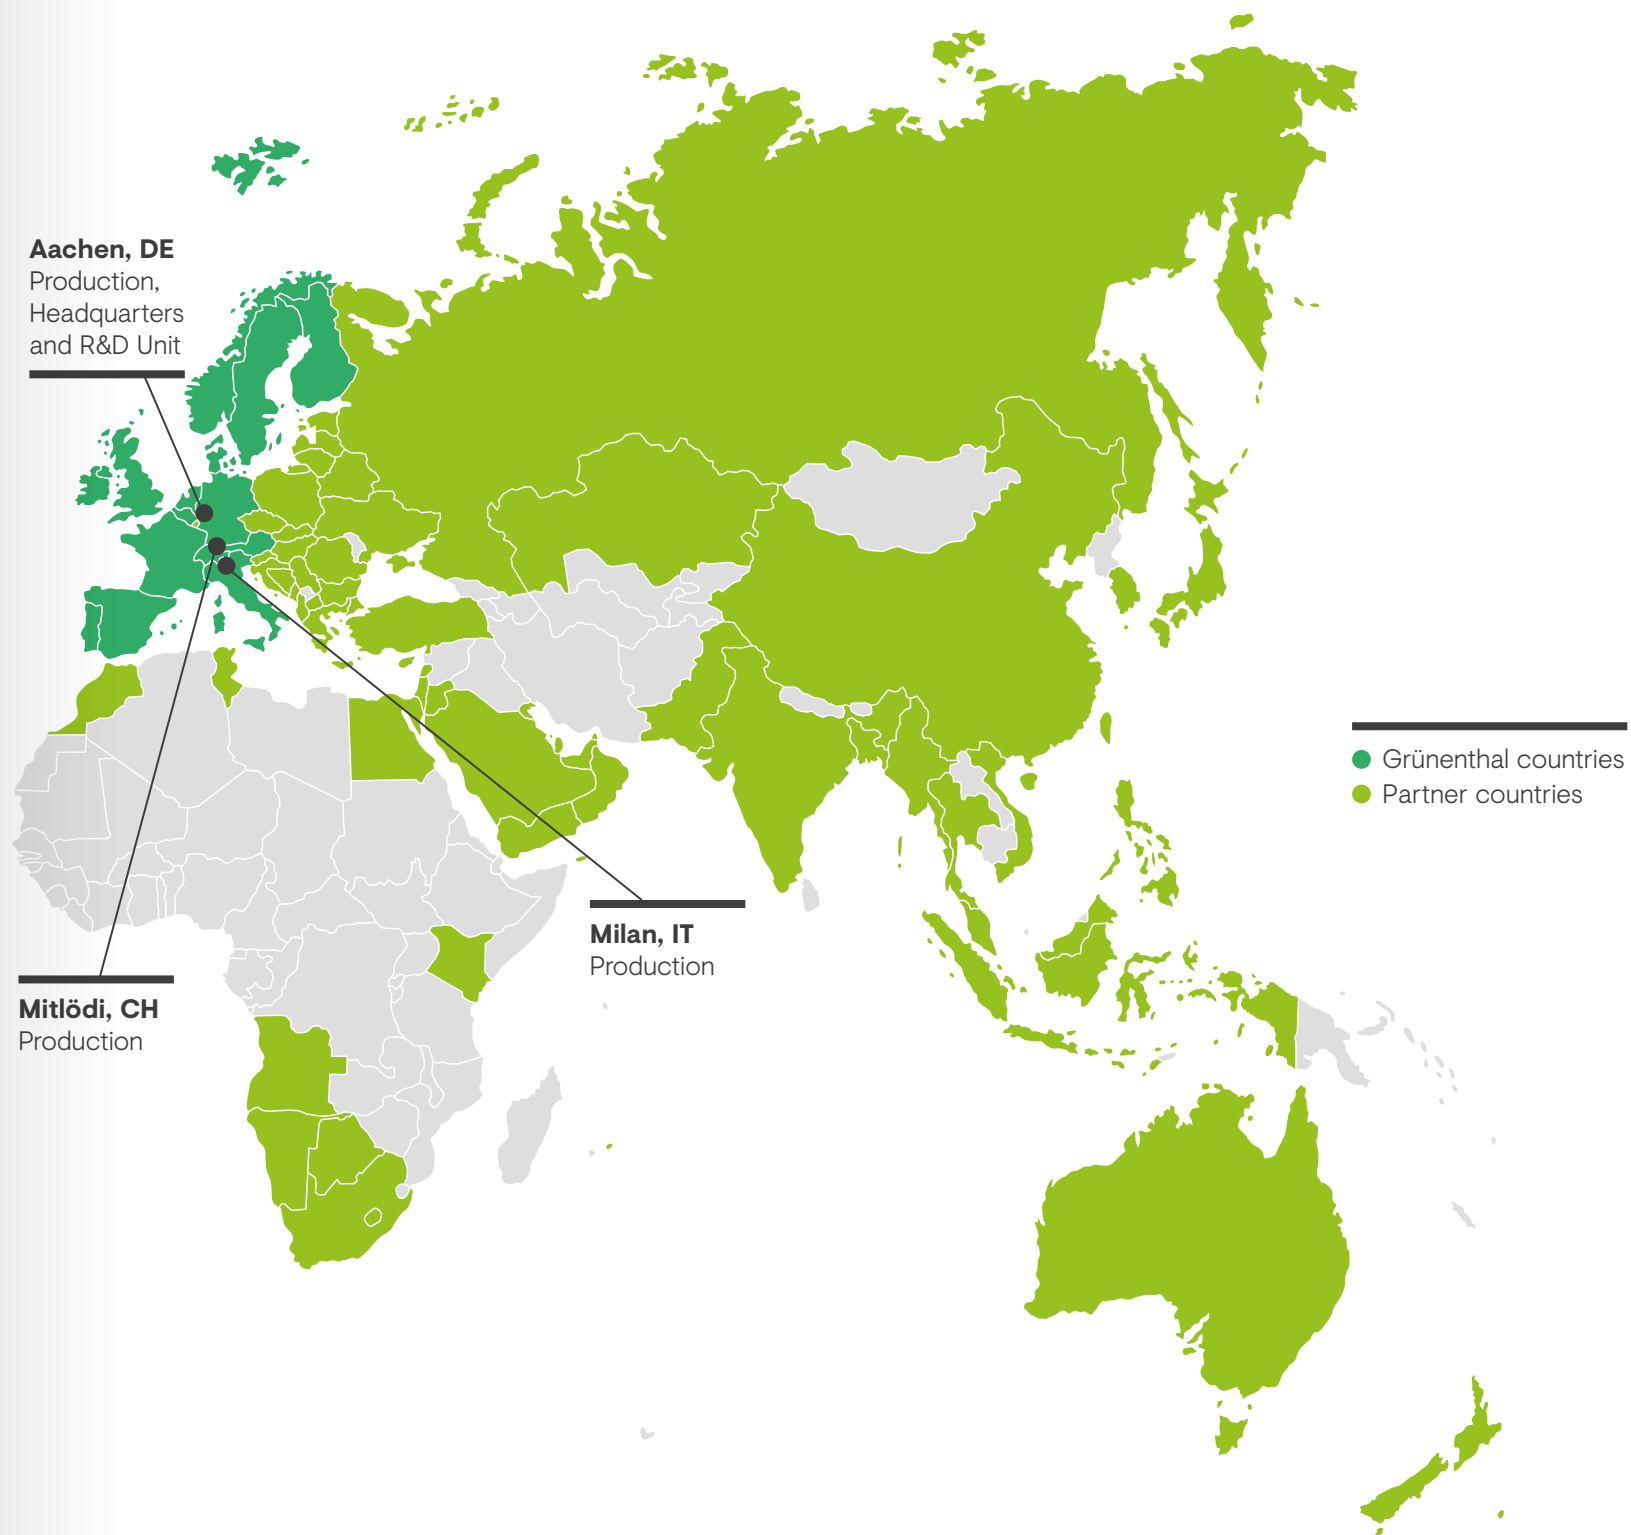 Aachen, DE
Production,
Headquarters
and R&D Unit
Grünenthal countries
Partner countries
Milan, IT
Production
Mitlödi, CH
Production